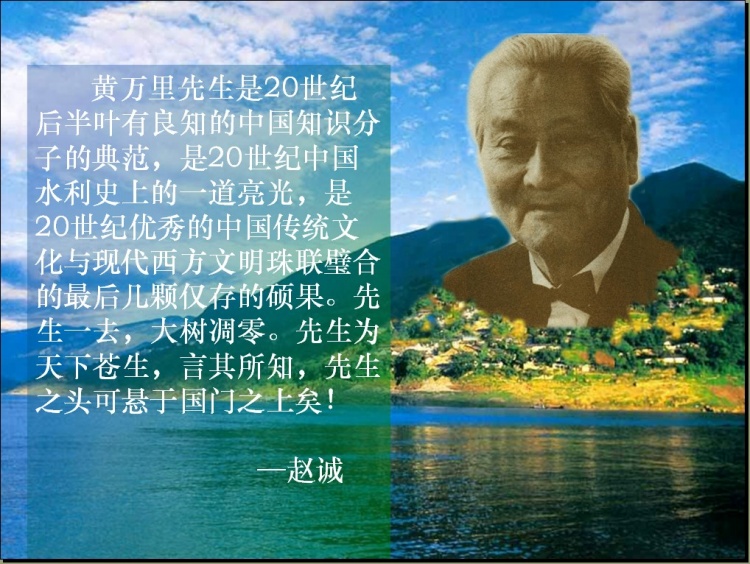 黄万里先生是20世纪
后半叶有良知的中国知识分
子的典范，是20世纪中国
水利史上的一道亮光，是
20世纪优秀的中国传统文
化与现代西方文明珠联璧合
的最后几颗仅存的硕果。先
生一去，大树凋零。先生为
天下苍生，言其所知，先生
之头可悬于国门之上矣！
—赵诚